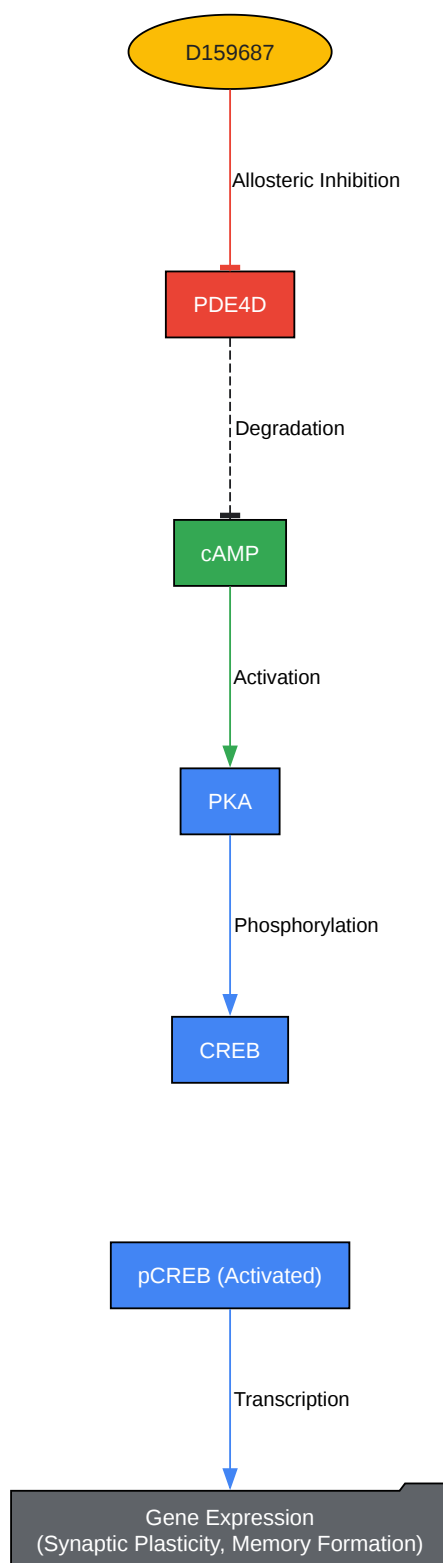 D159687
Allosteric Inhibition
PDE4D
Degradation
cAMP
Activation
PKA
Phosphorylation
CREB
pCREB (Activated)
Transcription
Gene Expression
(Synaptic Plasticity, Memory Formation)